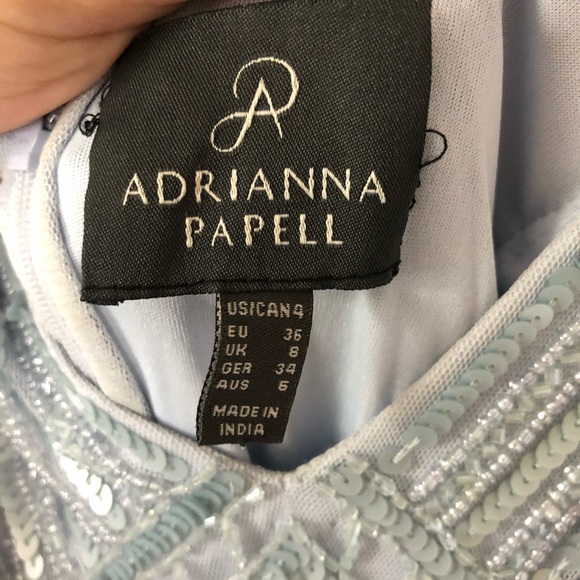 ADRIANNA
PAPELL
US|CAN 4
EU 36
UK 8
GER 34
AUS 6
MADE IN
INDIA